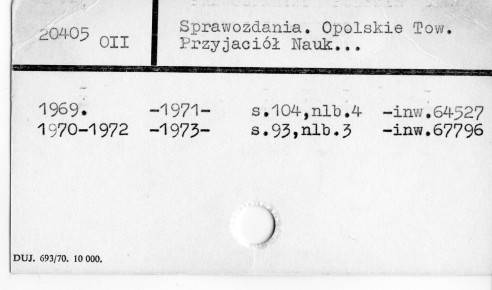 Sprawozdania. Opolskie Tow.
20405 OII Przyjaciół Nauk...
1969. -1971- s.104,nlb.4 -inw.64527
1970-1972 -1973- s.93,nlb.3 -inw.67796
DUJ. 693/70. 10 000.